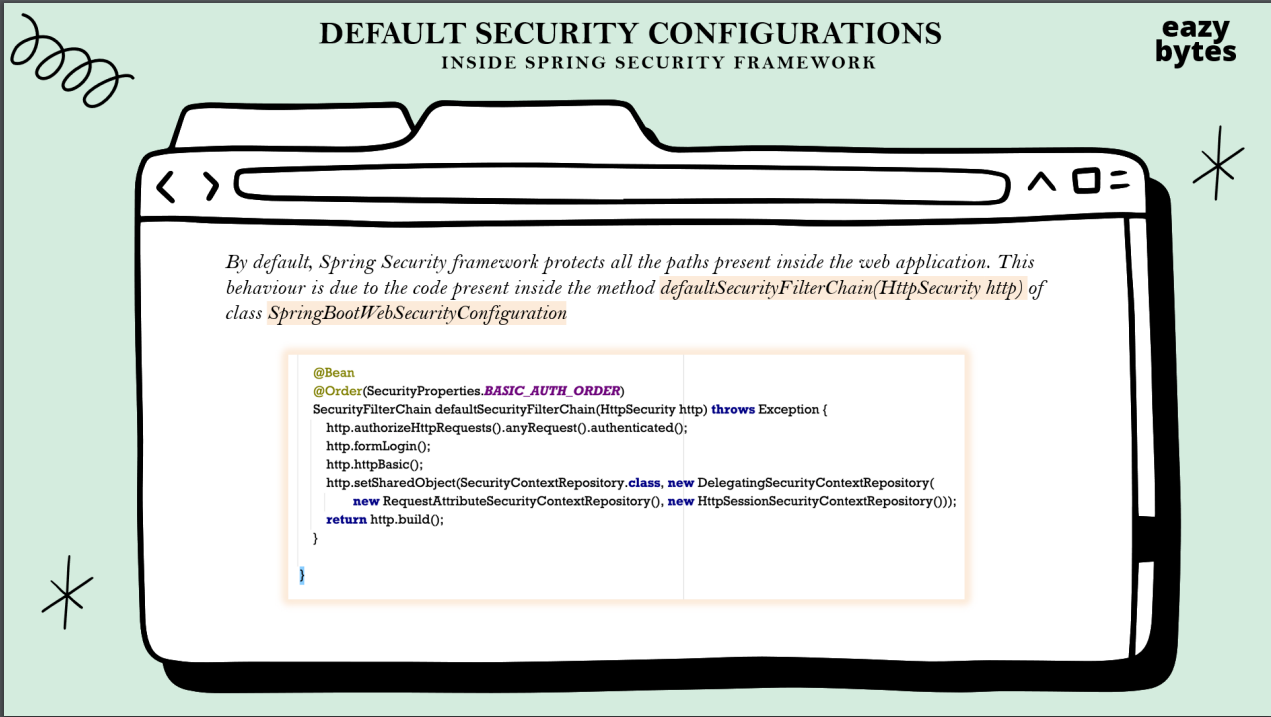 DEFAULT SECURITY CONFIGURATIONS
INSIDE SPRING SECURITY FRAMEWORK
eazy
bytes
By default, Spring Security framework protects all the paths present inside the web application. This
behaviour is due to the code present inside the method defaultSecurityFilterChain(HttpSecurity http) of
class SpringBootWebSecurityConfiguration
@Bean
@Order(SecurityProperties.BASIC_AUTH_ORDER)
SecurityFilterChain defaultSecurityFilterChain(HttpSecurity http) throws Exception {
http.authorizeHttpRequests().anyRequest().authenticated();
http.formLogin();
http.httpBasic();
http.setSharedObject(SecurityContextRepository.class, new DelegatingSecurityContextRepository(
new RequestAttributeSecurityContextRepository(), new HttpSessionSecurityContextRepository()));
return http.build();
}
}